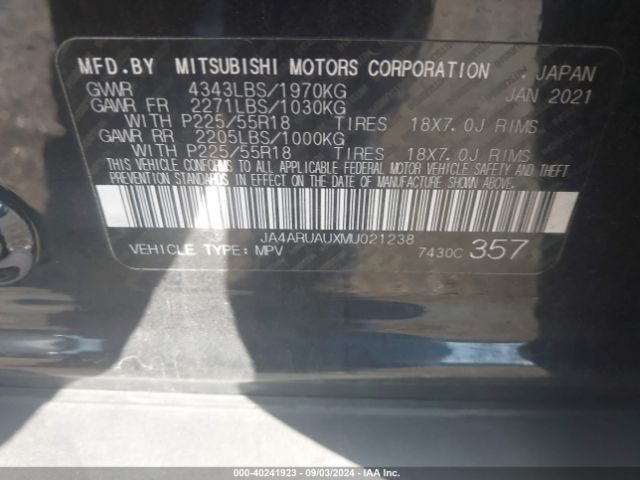 MFD.BY MITSUBISHI MOTORS CORPORATION , JAPAN
GVWR 4343LBS/1970KG JAN 2021
GAWR FR 2271LBS/1030KG
WITH P225/55R18 TIRES 18X7.0J RIMS
GAWR RR 2205LBS/1000KG
WITH P225/55R18 TIRES 18X7.0J RIMS
THIS VEHICLE CONFORMS TO ALL APPLICABLE FEDERAL MOTOR VEHICLE SAFETY AND THEFT
PREVENTION STANDARDS IN EFFECT ON THE DATE OF MANUFACTURE SHOWN ABOVE.
JA4ARUAUXMU021238
VEHICLE TYPE: MPV 7430C 357
000-40241923 - 09/03/2024 - IAAI.COM